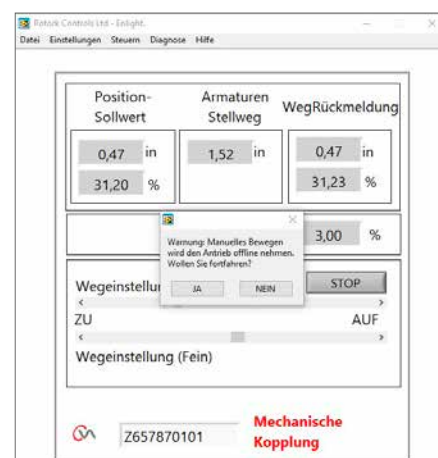 Rotork Controls Ltd - Enlight.
Datei Einstellungen Steuern Diagnose Hilfe
Position-Sollwert
Armaturen Stellweg
WegRückmeldung
0,47 in
1,52 in
0,47 in
31,20 %
31,23 %
3,00 %
Warnung: Manuelles Bewegen
wird den Antrieb offline nehmen.
Wollen Sie fortfahren?
JA NEIN
STOP
ZU AUF
Wegeinstellung (Fein)
Z657870101
Mechanische
Kopplung